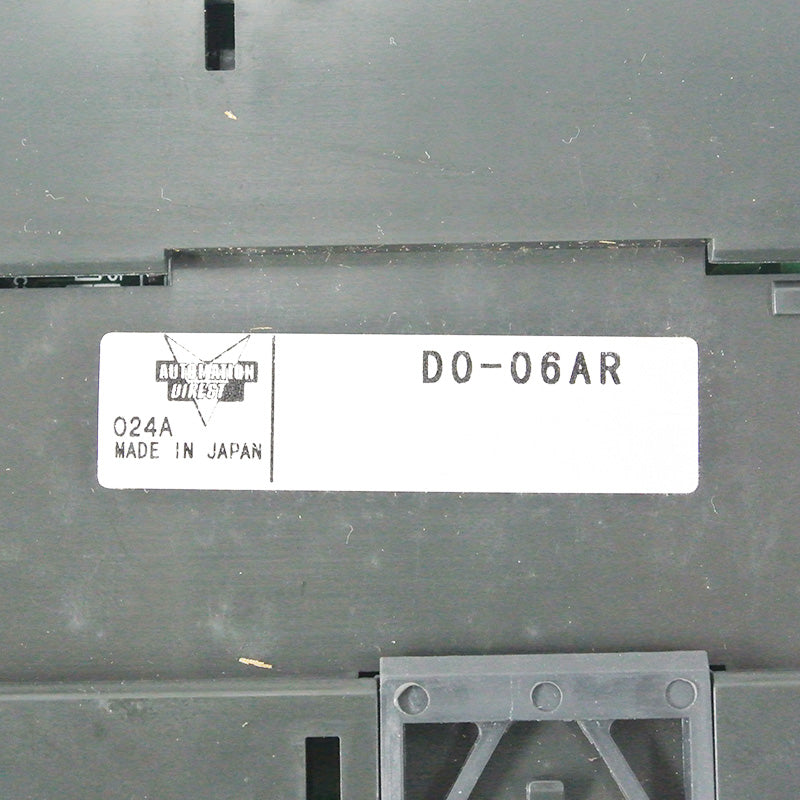 AUTOMATION
DIRECT
024A
MADE IN JAPAN
D0-06AR